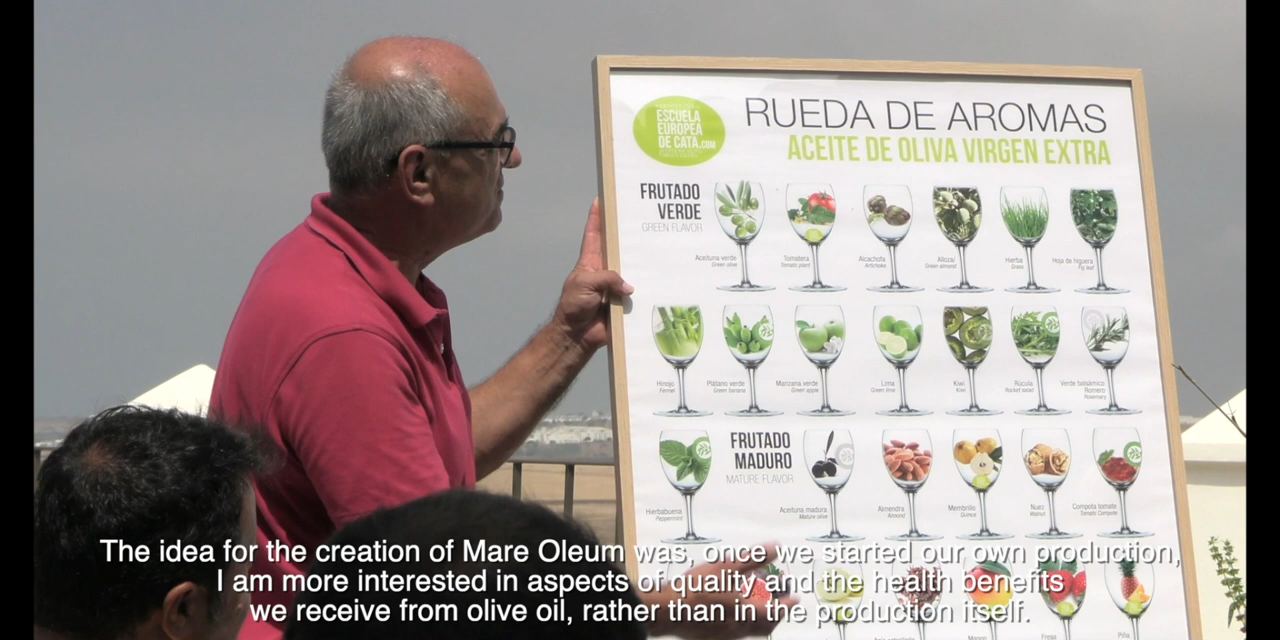 ESCUELA
EUROPEA
DE CATA.COM
RUEDA DE AROMAS
ACEITE DE OLIVA VIRGEN EXTRA
FRUTADO
VERDE
GREEN FLAVOR
Aceituna verde
Green olive
Tomatera
Tomato plant
Alcachofa
Artichoke
Allozar
Green almond
Hierba
Grass
Hoja de higuera
Fig leaf
Hinojo
Fennel
Plátano verde
Green banana
Manzana verde
Green apple
Lima
Green lime
Kiwi
Kiwi
Rúcula
Rocket salad
Verde balsámico
Romero
Rosemary
Hierbabuena
Peppermint
FRUTADO
MADURO
MATURE FLAVOR
Aceituna madura
Mature olive
Almendra
Almond
Membrillo
Quince
Nuez
Walnut
Compota tomate
Tomato Compote
The idea for the creation of Mare Oleum was, once we started our own production,
I am more interested in aspects of quality and the health benefits
we receive from olive oil, rather than in the production itself.
Mango
Fresa
Piña